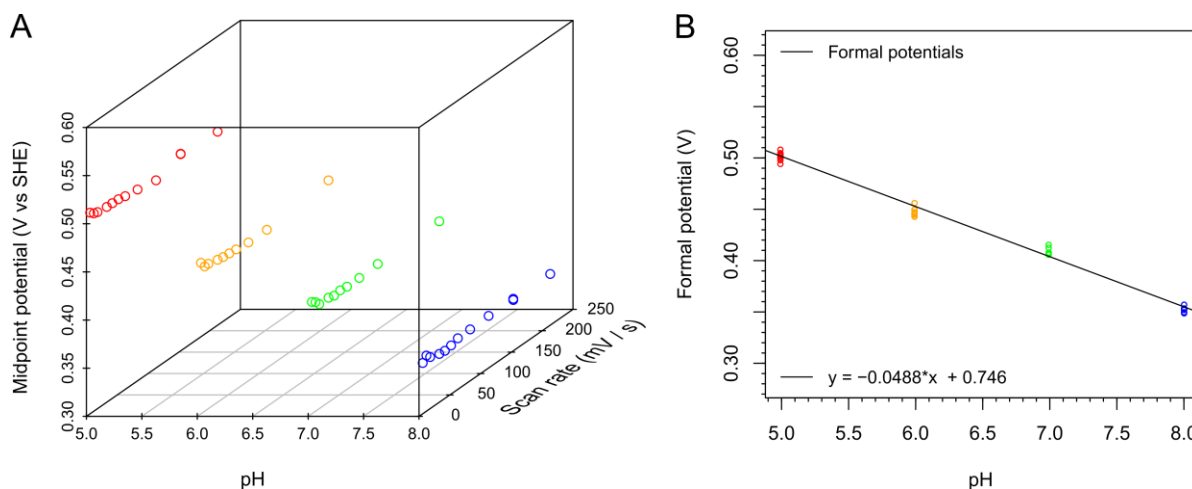 A
Midpoint potential (V vs SHE)
0.60
0.55
0.50
0.45
0.40
0.35
0.30
5.0 5.5 6.0 6.5 7.0 7.5 8.0
pH
0
50
100
150
200
250
Scan rate (mV / s)
B
Formal potential (V)
0.60
0.50
0.40
0.30
Formal potentials
y = −0.0488*x + 0.746
5.0 5.5 6.0 6.5 7.0 7.5 8.0
pH